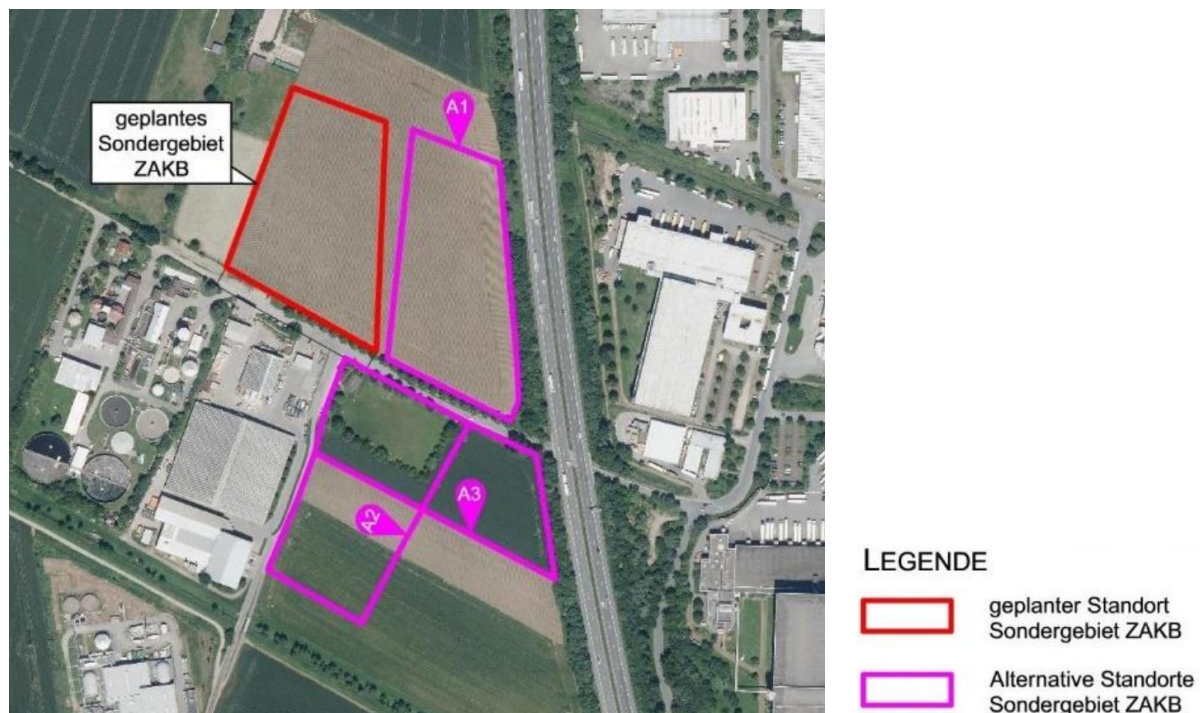 geplantes
Sondergebiet
ZAKB
A1
A2
A3
LEGENDE
geplanter Standort
Sondergebiet ZAKB
Alternative Standorte
Sondergebiet ZAKB